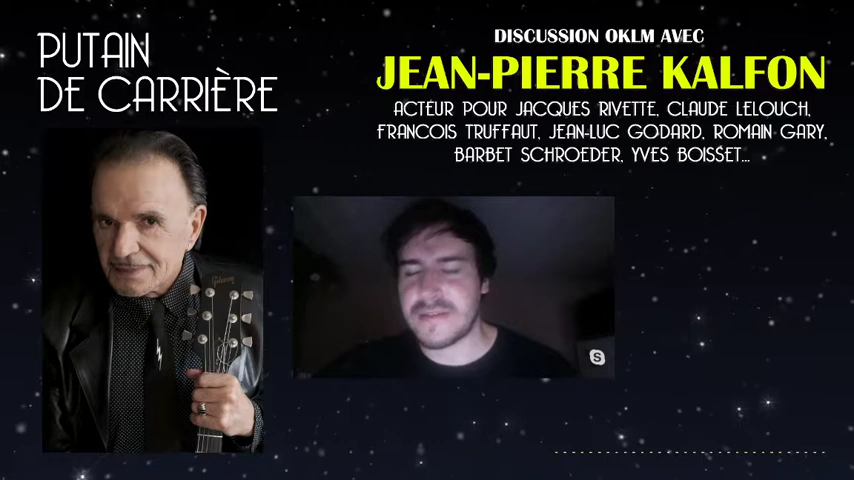 PUTAIN
DE CARRIÈRE
DISCUSSION OKLM AVEC
JEAN-PIERRE KALFON
ACTEUR POUR JACQUES RIVETTE, CLAUDE LELOUCH,
FRANCOIS TRUFFAUT, JEAN-LUC GODARD, ROMAIN GARY,
BARBET SCHROEDER, YVES BOISSET...
Gibson
S